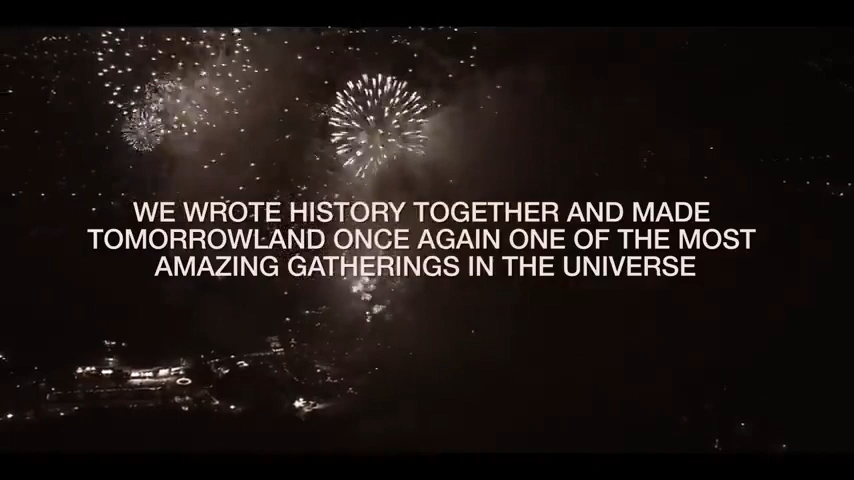 WE WROTE HISTORY TOGETHER AND MADE
TOMORROWLAND ONCE AGAIN ONE OF THE MOST
AMAZING GATHERINGS IN THE UNIVERSE